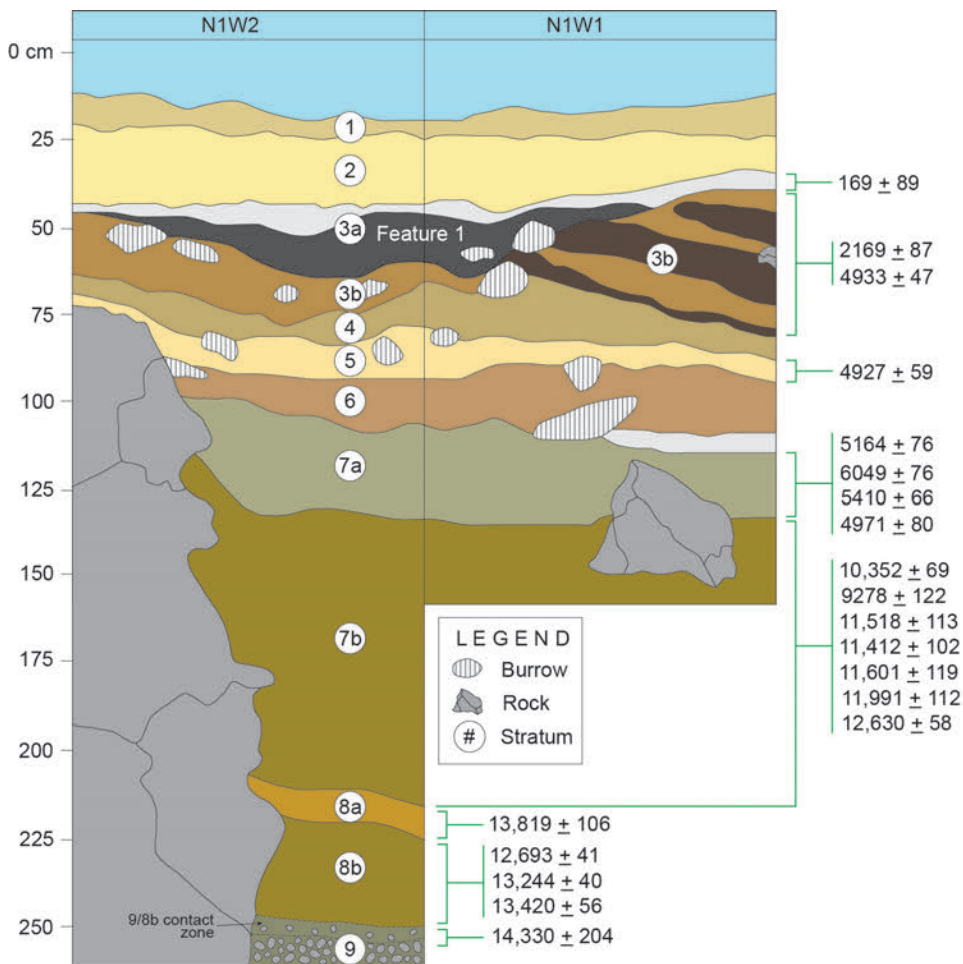 N1W2
N1W1
0 cm
25
50
75
100
125
150
175
200
225
250
1
2
3a
Feature 1
3b
3b
4
5
6
7a
7b
8a
8b
9/8b contact
zone
9
LEGEND
Burrow
Rock
# Stratum
169 ± 89
2169 ± 87
4933 ± 47
4927 ± 59
5164 ± 76
6049 ± 76
5410 ± 66
4971 ± 80
10,352 ± 69
9278 ± 122
11,518 ± 113
11,412 ± 102
11,601 ± 119
11,991 ± 112
12,630 ± 58
13,819 ± 106
12,693 ± 41
13,244 ± 40
13,420 ± 56
14,330 ± 204